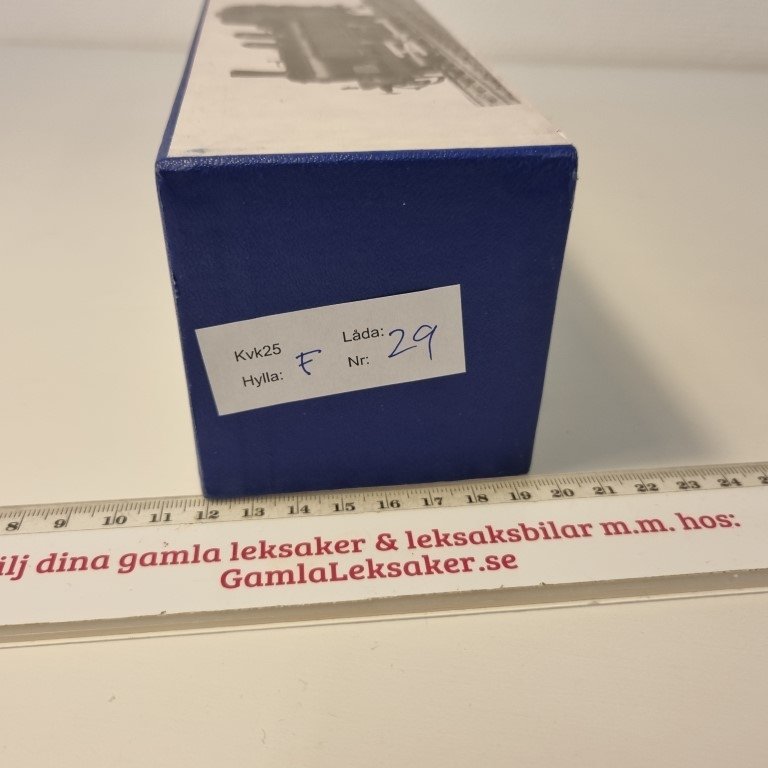 Kvk25 Låda:
Hylla: F Nr: 29
8 9 10 11 12 13 14 15 16 17 18 19 20 21 22 23 24
ilj dina gamla leksaker & leksaksbilar m.m. hos:
GamlaLeksaker.se